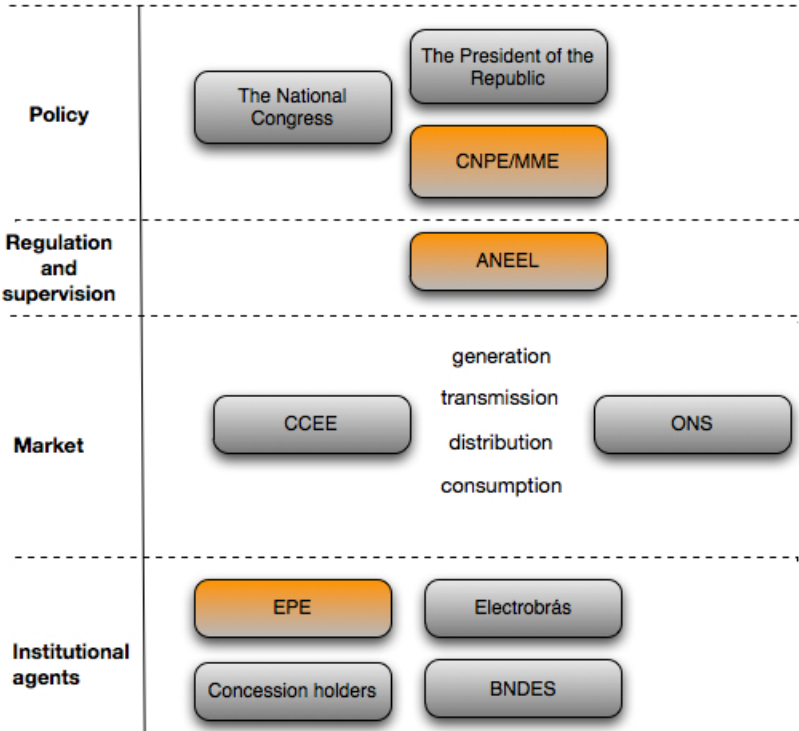 Policy
The National
Congress
The President of the
Republic
CNPE/MME
Regulation
and
supervision
ANEEL
Market
CCEE
generation
transmission
distribution
consumption
ONS
Institutional
agents
EPE
Electrobrás
Concession holders
BNDES